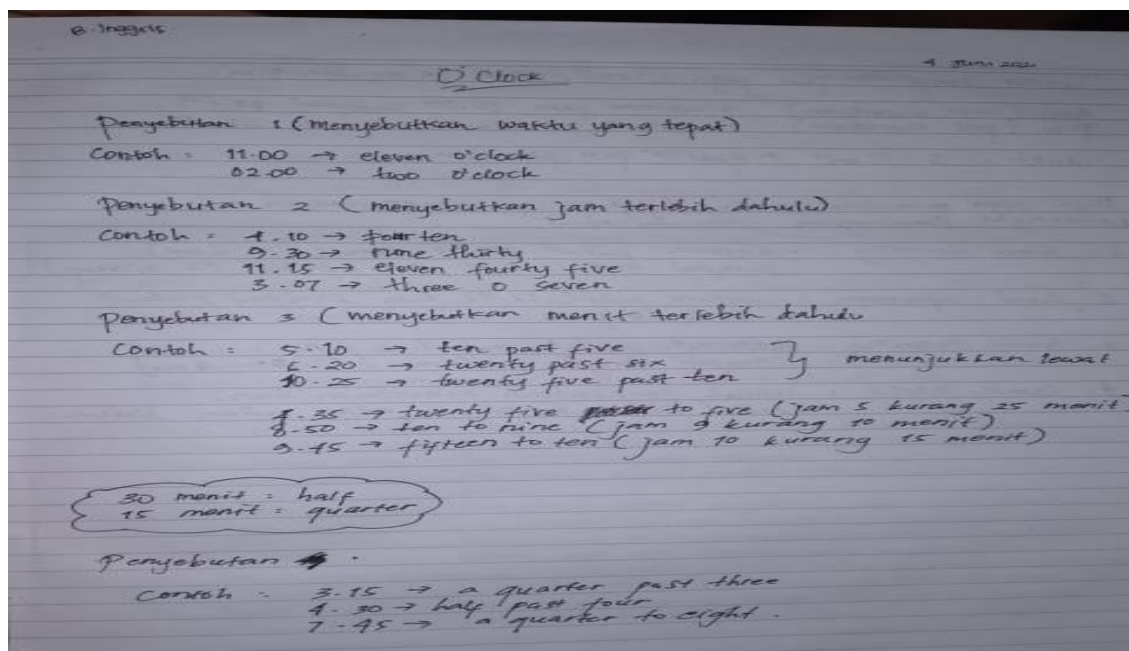 B. Inggris
4 Juni 2021
O'Clock
Penyebutan 1 (menyebutkan waktu yang tepat)
Contoh : 11.00 → eleven o'clock
02.00 → two o'clock
Penyebutan 2 (menyebutkan jam terlebih dahulu)
Contoh : 4.10 → four ten
9.30 → nine thirty
11.45 → eleven fourty five
3.07 → three o seven
Penyebutan 3 (menyebutkan menit terlebih dahulu
Contoh : 5.10 → ten past five
6.20 → twenty past six } menunjukkan lewat
10.25 → twenty five past ten
4.35 → twenty five to five (jam 5 kurang 25 menit)
8.50 → ten to nine (jam 9 kurang 10 menit)
9.45 → fifteen to ten (jam 10 kurang 15 menit)
30 menit = half
15 menit = quarter
Penyebutan 4.
Contoh : 3.15 → a quarter past three
4.30 → half past four
7.45 → a quarter to eight.